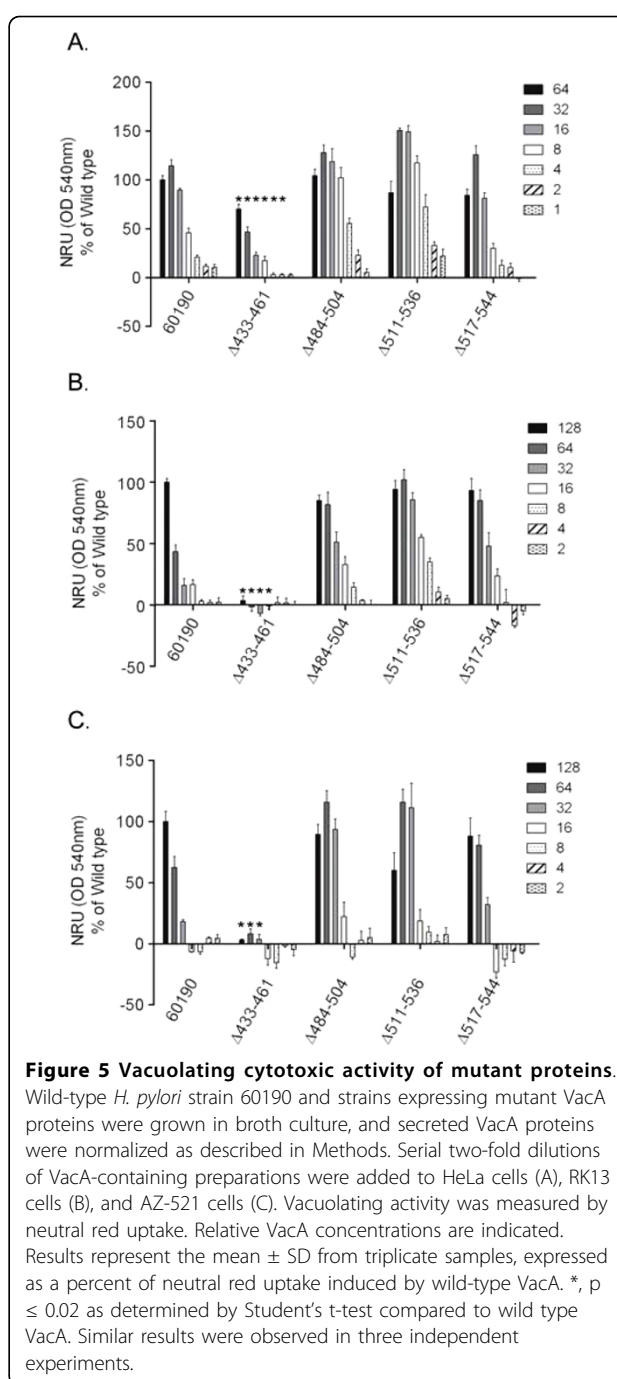 A.
200
150
100
50
0
-50
NRU (OD 540nm)
% of Wild type
******
64
32
16
8
4
2
1
60190
Δ433-461
Δ484-504
Δ511-536
Δ517-544
B.
150
100
50
0
-50
NRU (OD 540nm)
% of Wild type
****
128
64
32
16
8
4
2
60190
Δ433-461
Δ484-504
Δ511-536
Δ517-544
C.
150
100
50
0
-50
NRU (OD 540nm)
% of Wild type
***
128
64
32
16
8
4
2
60190
Δ433-461
Δ484-504
Δ511-536
Δ517-544
Figure 5 Vacuolating cytotoxic activity of mutant proteins.
Wild-type H. pylori strain 60190 and strains expressing mutant VacA
proteins were grown in broth culture, and secreted VacA proteins
were normalized as described in Methods. Serial two-fold dilutions
of VacA-containing preparations were added to HeLa cells (A), RK13
cells (B), and AZ-521 cells (C). Vacuolating activity was measured by
neutral red uptake. Relative VacA concentrations are indicated.
Results represent the mean ± SD from triplicate samples, expressed
as a percent of neutral red uptake induced by wild-type VacA. *, p
≤ 0.02 as determined by Student's t-test compared to wild type
VacA. Similar results were observed in three independent
experiments.